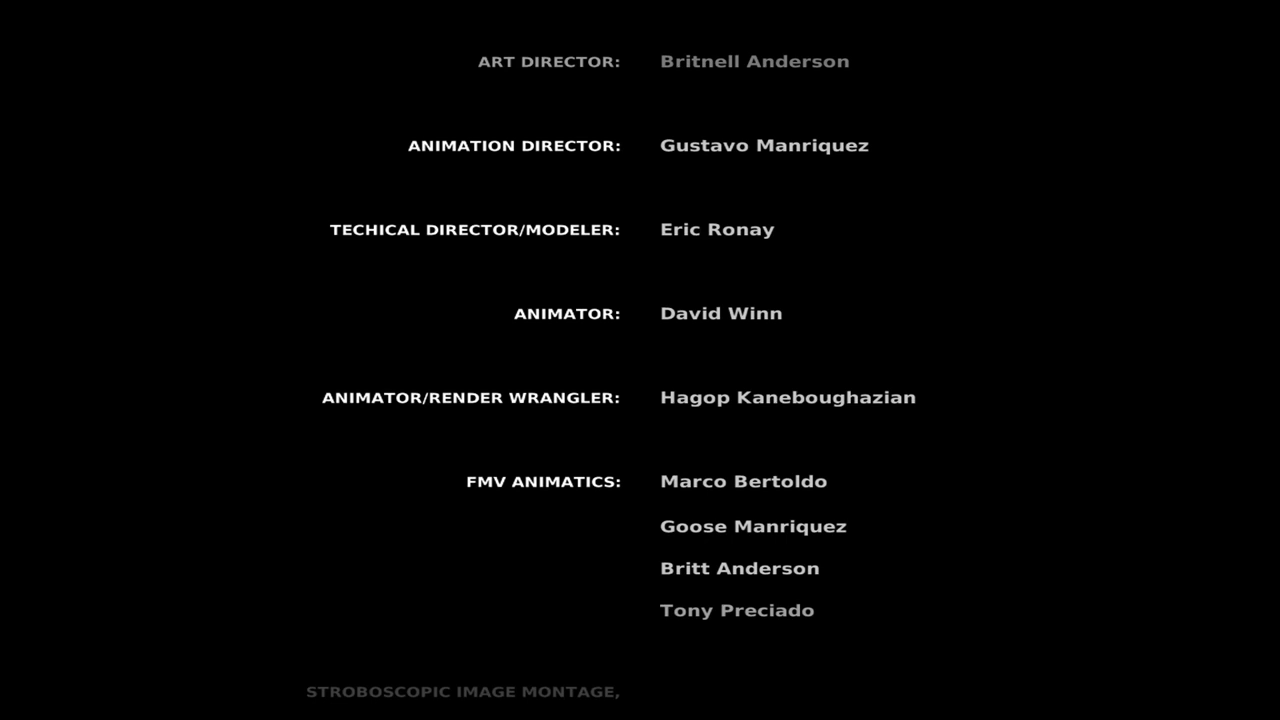 ART DIRECTOR: Britnell Anderson
ANIMATION DIRECTOR: Gustavo Manriquez
TECHICAL DIRECTOR/MODELER: Eric Ronay
ANIMATOR: David Winn
ANIMATOR/RENDER WRANGLER: Hagop Kaneboughazian
FMV ANIMATICS: Marco Bertoldo
Goose Manriquez
Britt Anderson
Tony Preciado
STROBOSCOPIC IMAGE MONTAGE,